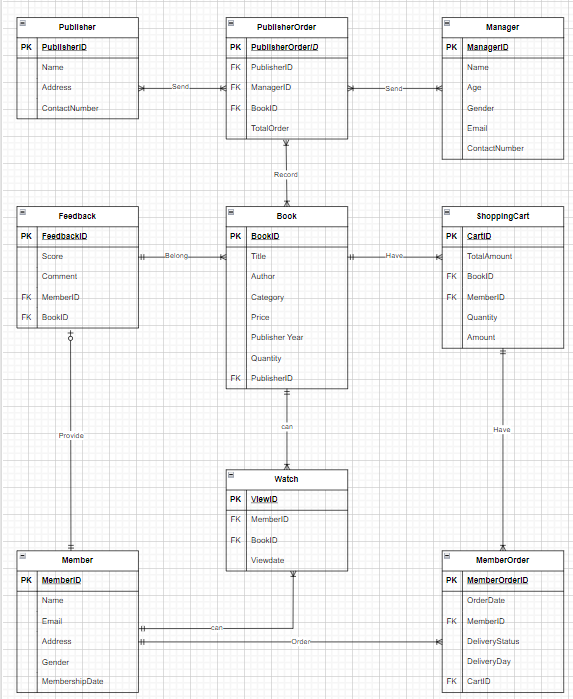 Publisher
PK PublisherID
Name
Address
ContactNumber
Send
PublisherOrder
PK PublisherOrderID
FK PublisherID
FK ManagerID
FK BookID
TotalOrder
Send
Manager
PK ManagerID
Name
Age
Gender
Email
ContactNumber
Record
Feedback
PK FeedbackID
Score
Comment
FK MemberID
FK BookID
Belong
Book
PK BookID
Title
Author
Category
Price
Publisher Year
Quantity
FK PublisherID
Have
ShoppingCart
PK CartID
TotalAmount
FK BookID
FK MemberID
Quantity
Amount
Provide
can
Have
Watch
PK ViewID
FK MemberID
FK BookID
Viewdate
Member
PK MemberID
Name
Email
Address
Gender
MembershipDate
can
Order
MemberOrder
PK MemberOrderID
OrderDate
FK MemberID
DeliveryStatus
DeliveryDay
FK CartID